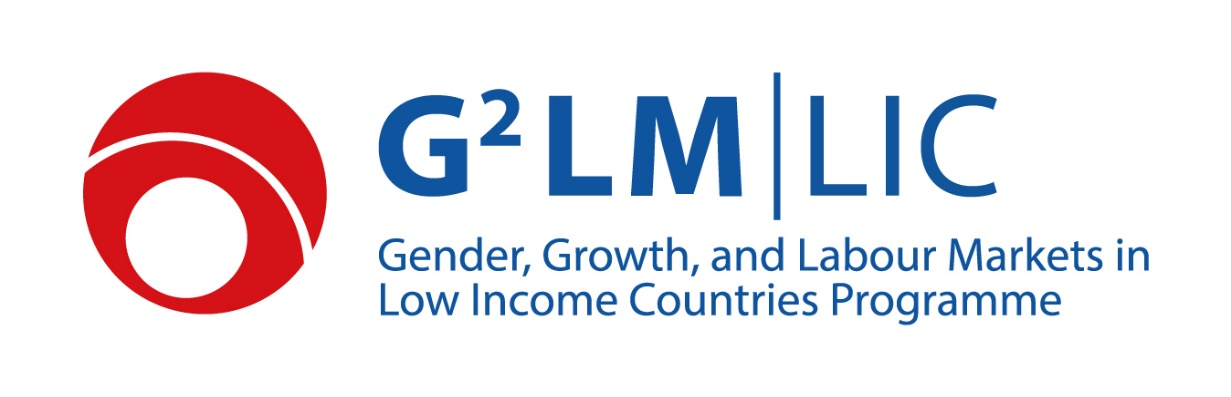 G²LM|LIC
Gender, Growth, and Labour Markets in
Low Income Countries Programme